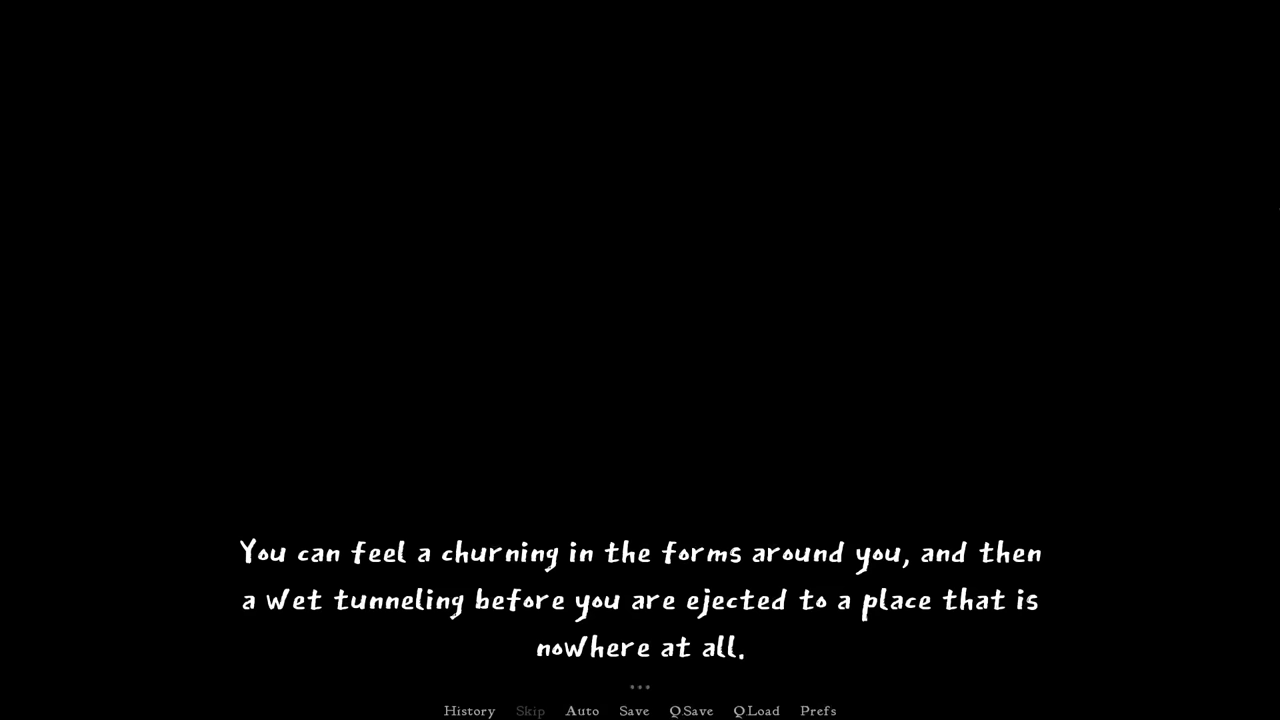 You can feel a churning in the forms around you, and then
a wet tunneling before you are ejected to a place that is
nowhere at all.
...
History Skip Auto Save Q.Save Q.Load Prefs